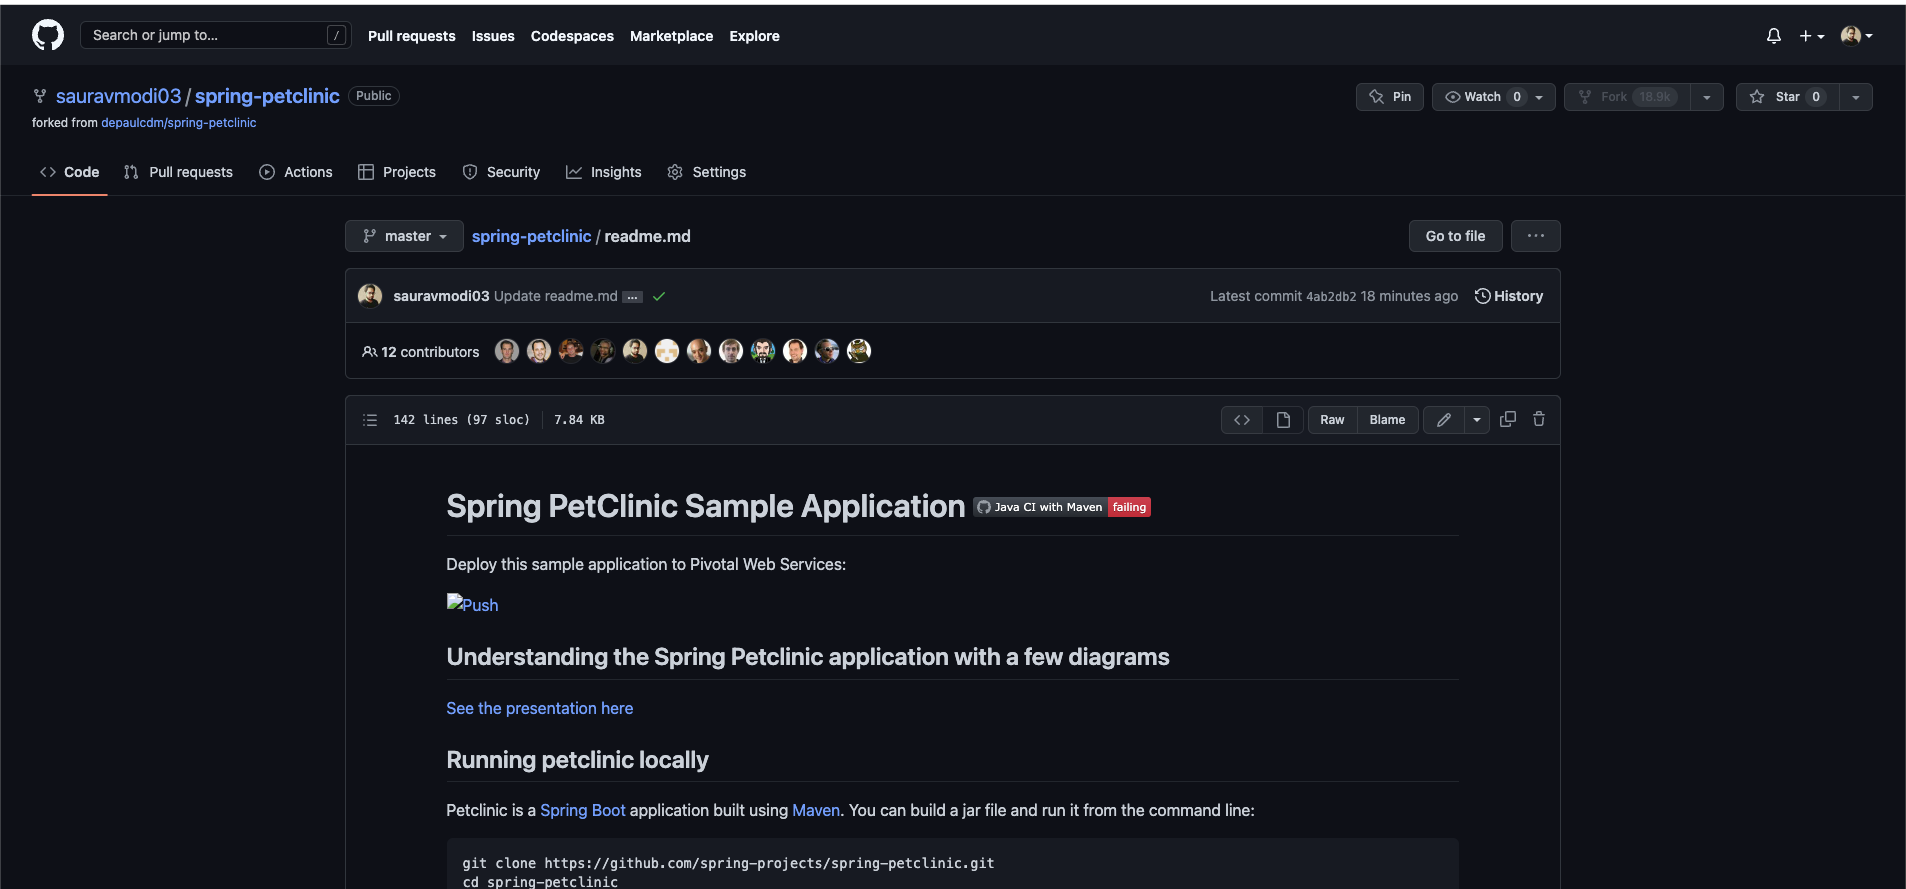 Search or jump to... /
Pull requests Issues Codespaces Marketplace Explore
sauravmodi03 / spring-petclinic Public
Pin Watch 0 Fork 18.9k Star 0
forked from depaulcdm/spring-petclinic
Code Pull requests Actions Projects Security Insights Settings
master spring-petclinic / readme.md Go to file ...
sauravmodi03 Update readme.md ... Latest commit 4ab2db2 18 minutes ago History
12 contributors
142 lines (97 sloc) 7.84 KB Raw Blame
Spring PetClinic Sample Application Java CI with Maven failing
Deploy this sample application to Pivotal Web Services:
Push
Understanding the Spring Petclinic application with a few diagrams
See the presentation here
Running petclinic locally
Petclinic is a Spring Boot application built using Maven. You can build a jar file and run it from the command line:
git clone https://github.com/spring-projects/spring-petclinic.git
cd spring-petclinic